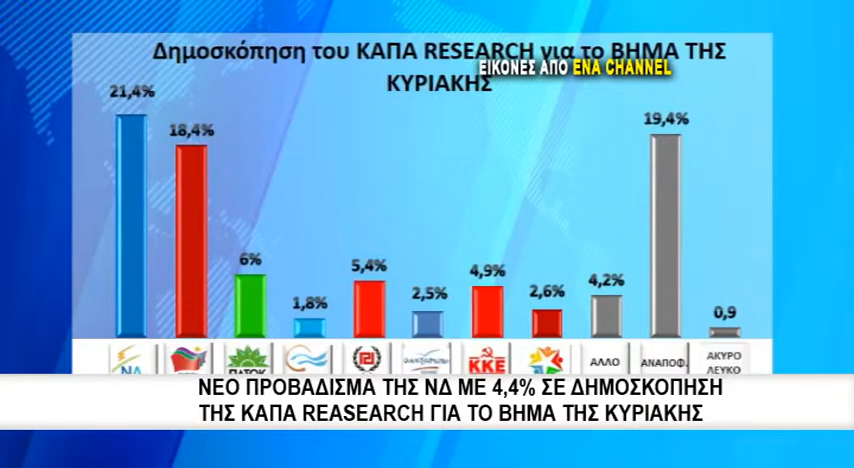 Δημοσκόπηση του ΚΑΠΑ RESEARCH για το ΒΗΜΑ ΤΗΣ
ΚΥΡΙΑΚΗΣ
ΕΙΚΟΝΕΣ ΑΠΟ ΕΝΑ CHANNEL
21,4%
18,4%
6%
1,8%
5,4%
2,5%
4,9%
2,6%
4,2%
19,4%
0,9
ΝΔ
ΠΑΣΟΚ
ΚΚΕ
ΑΛΛΟ
ΑΝΑΠΟΦ.
ΑΚΥΡΟ
ΛΕΥΚΟ
ΝΕΟ ΠΡΟΒΑΔΙΣΜΑ ΤΗΣ ΝΔ ΜΕ 4,4% ΣΕ ΔΗΜΟΣΚΟΠΗΣΗ
ΤΗΣ ΚΑΠΑ REASEARCH ΓΙΑ ΤΟ ΒΗΜΑ ΤΗΣ ΚΥΡΙΑΚΗΣ